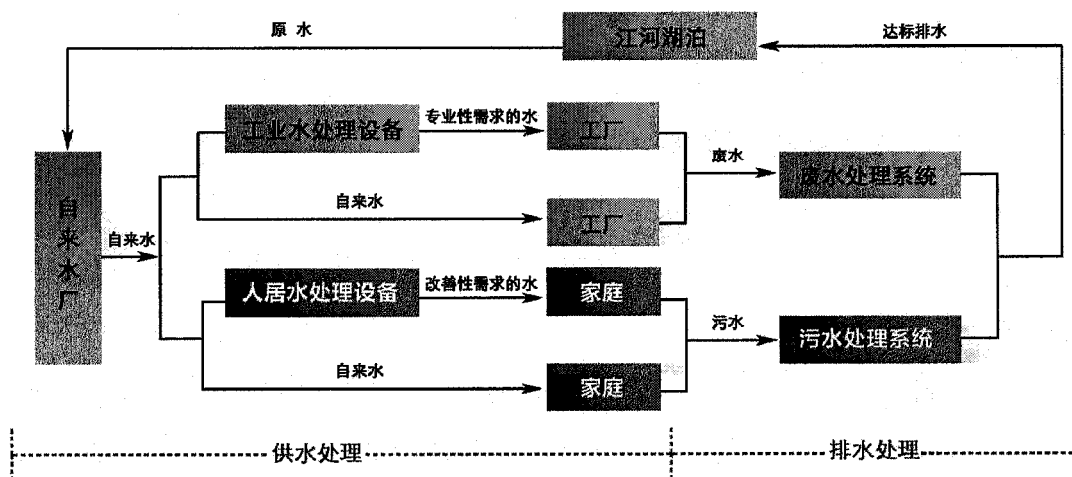 原 水
江河湖泊
达标排水
工业水处理设备
专业性需求的水
工厂
废水
废水处理系统
自来水厂
自来水
自来水
工厂
人居水处理设备
改善性需求的水
家庭
污水
污水处理系统
自来水
家庭
供水处理
排水处理